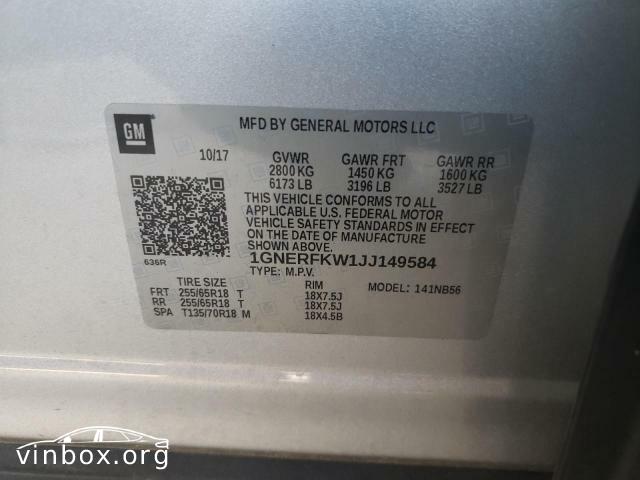 GM
MFD BY GENERAL MOTORS LLC
10/17 GVWR GAWR FRT GAWR RR
2800 KG 1450 KG 1600 KG
6173 LB 3196 LB 3527 LB
THIS VEHICLE CONFORMS TO ALL
APPLICABLE U.S. FEDERAL MOTOR
VEHICLE SAFETY STANDARDS IN EFFECT
ON THE DATE OF MANUFACTURE
SHOWN ABOVE.
636R 1GNERFKW1JJ149584
TYPE: M.P.V. MODEL: 141NB56
TIRE SIZE RIM
FRT 255/65R18 T 18X7.5J
RR 255/65R18 T 18X7.5J
SPA T135/70R18 M 18X4.5B
vinbox.org